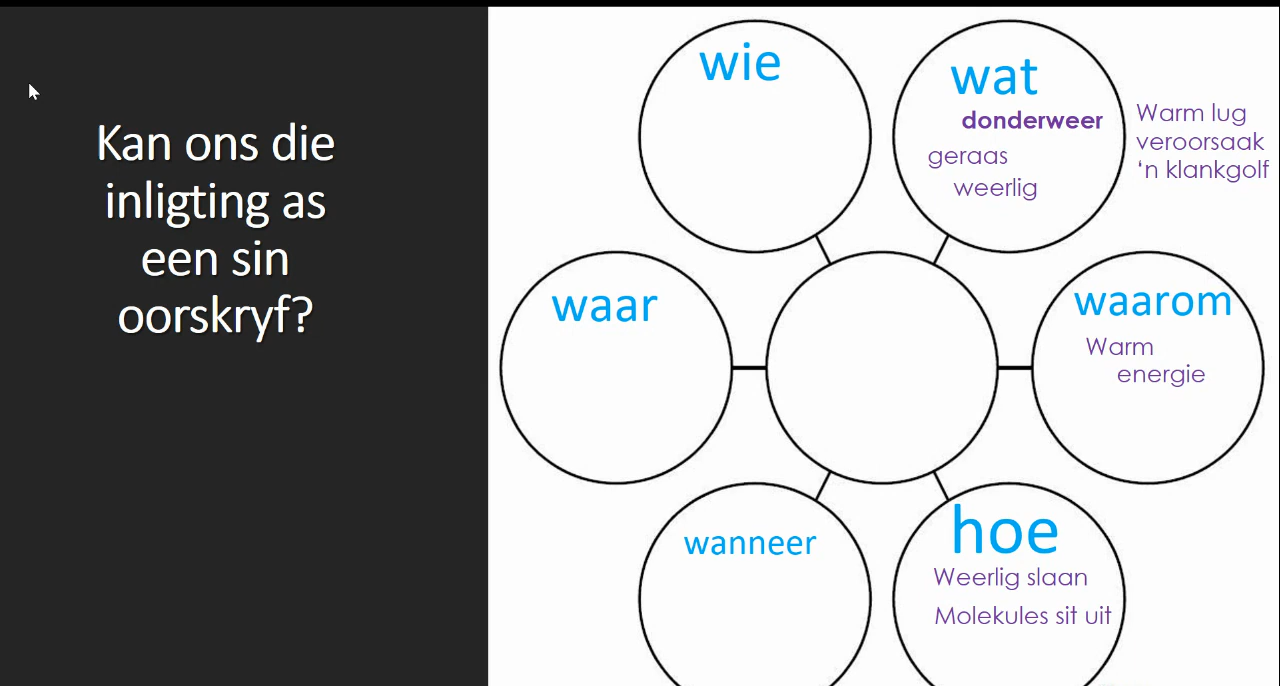 Kan ons die
inligting as
een sin
oorskryf?
wie
wat
donderweer
geraas
weerlig
Warm lug
veroorsaak
‘n klankgolf
waar
waarom
Warm
energie
wanneer
hoe
Weerlig slaan
Molekules sit uit